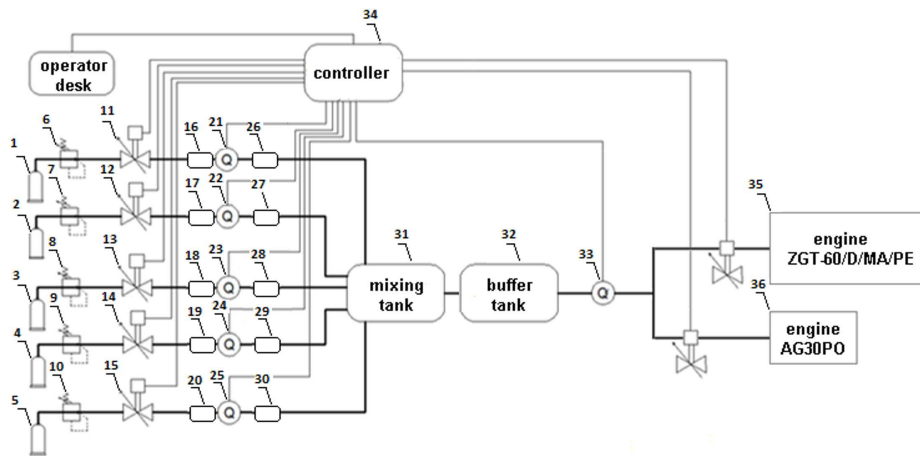 34
operator
desk
controller
11
6
16
21
26
1
Q
7
12
17
22
27
2
Q
35
8
13
18
23
28
31
32
33
engine
ZGT-60/D/MA/PE
3
Q
mixing
tank
buffer
tank
Q
9
14
19
24
29
36
4
Q
engine
AG30PO
10
15
20
25
30
5
Q